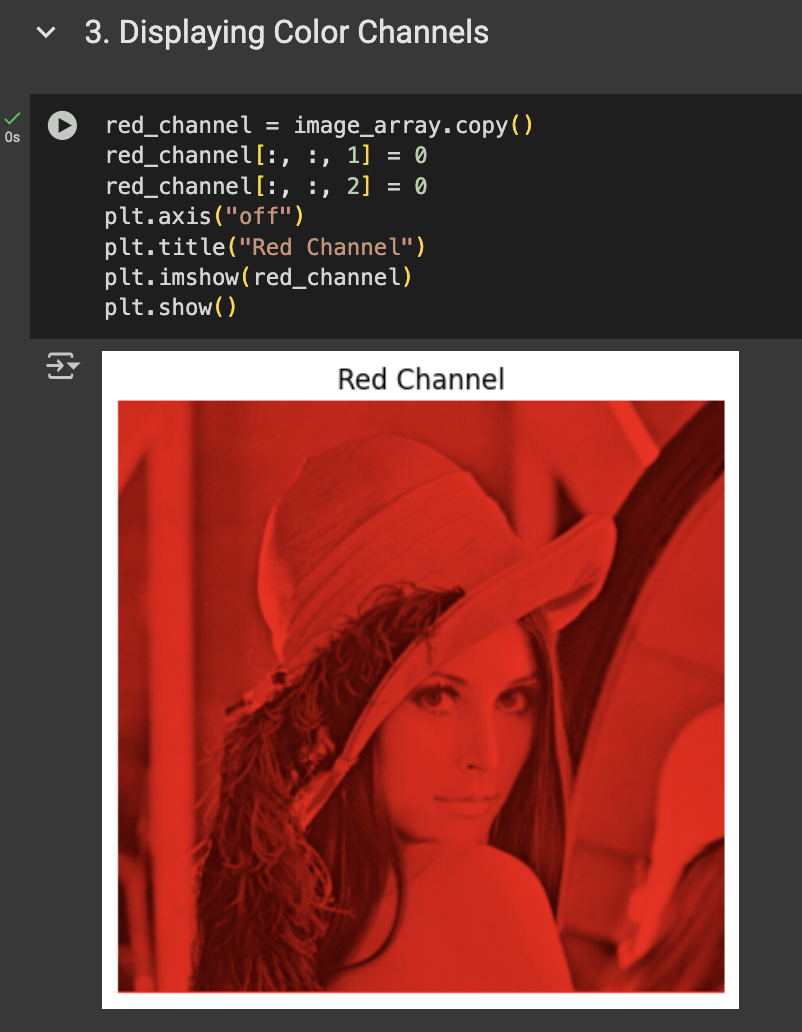 3. Displaying Color Channels
0s
red_channel = image_array.copy()
red_channel[:, :, 1] = 0
red_channel[:, :, 2] = 0
plt.axis("off")
plt.title("Red Channel")
plt.imshow(red_channel)
plt.show()
Red Channel